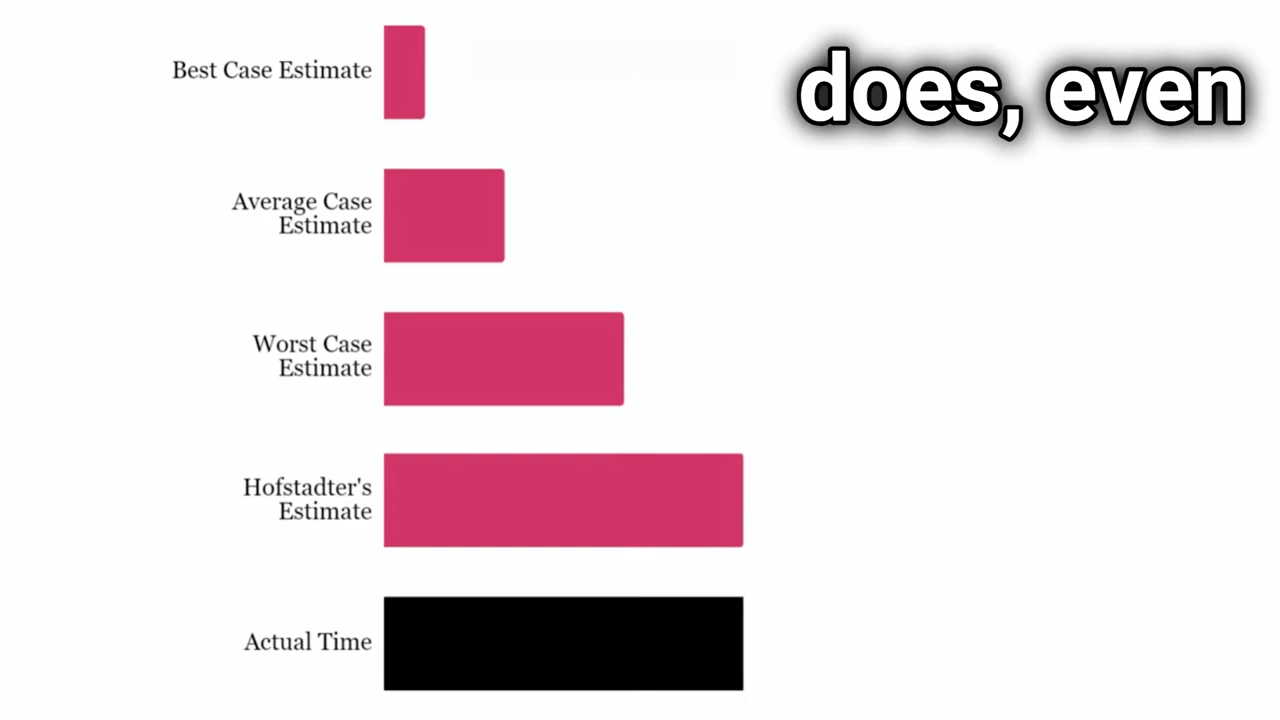 does, even
Best Case Estimate
Average Case
Estimate
Worst Case
Estimate
Hofstadter's
Estimate
Actual Time